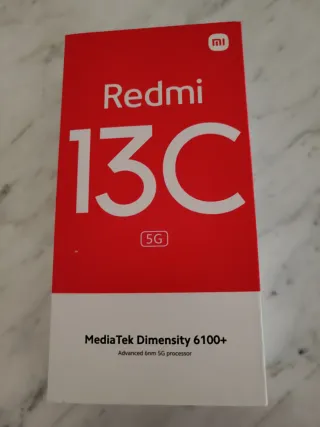 mi
Redmi
13C
5G
MediaTek Dimensity 6100+
Advanced 6nm 5G processor